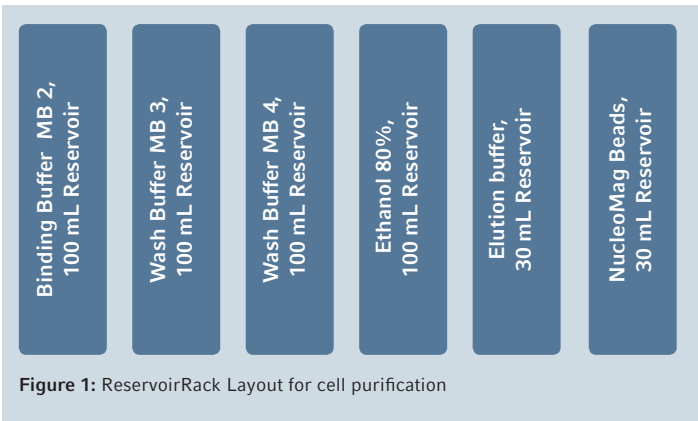 Binding Buffer MB 2,
100 mL Reservoir
Wash Buffer MB 3,
100 mL Reservoir
Wash Buffer MB 4,
100 mL Reservoir
Ethanol 80%,
100 mL Reservoir
Elution buffer,
30 mL Reservoir
NucleoMag Beads,
30 mL Reservoir
Figure 1: ReservoirRack Layout for cell purification